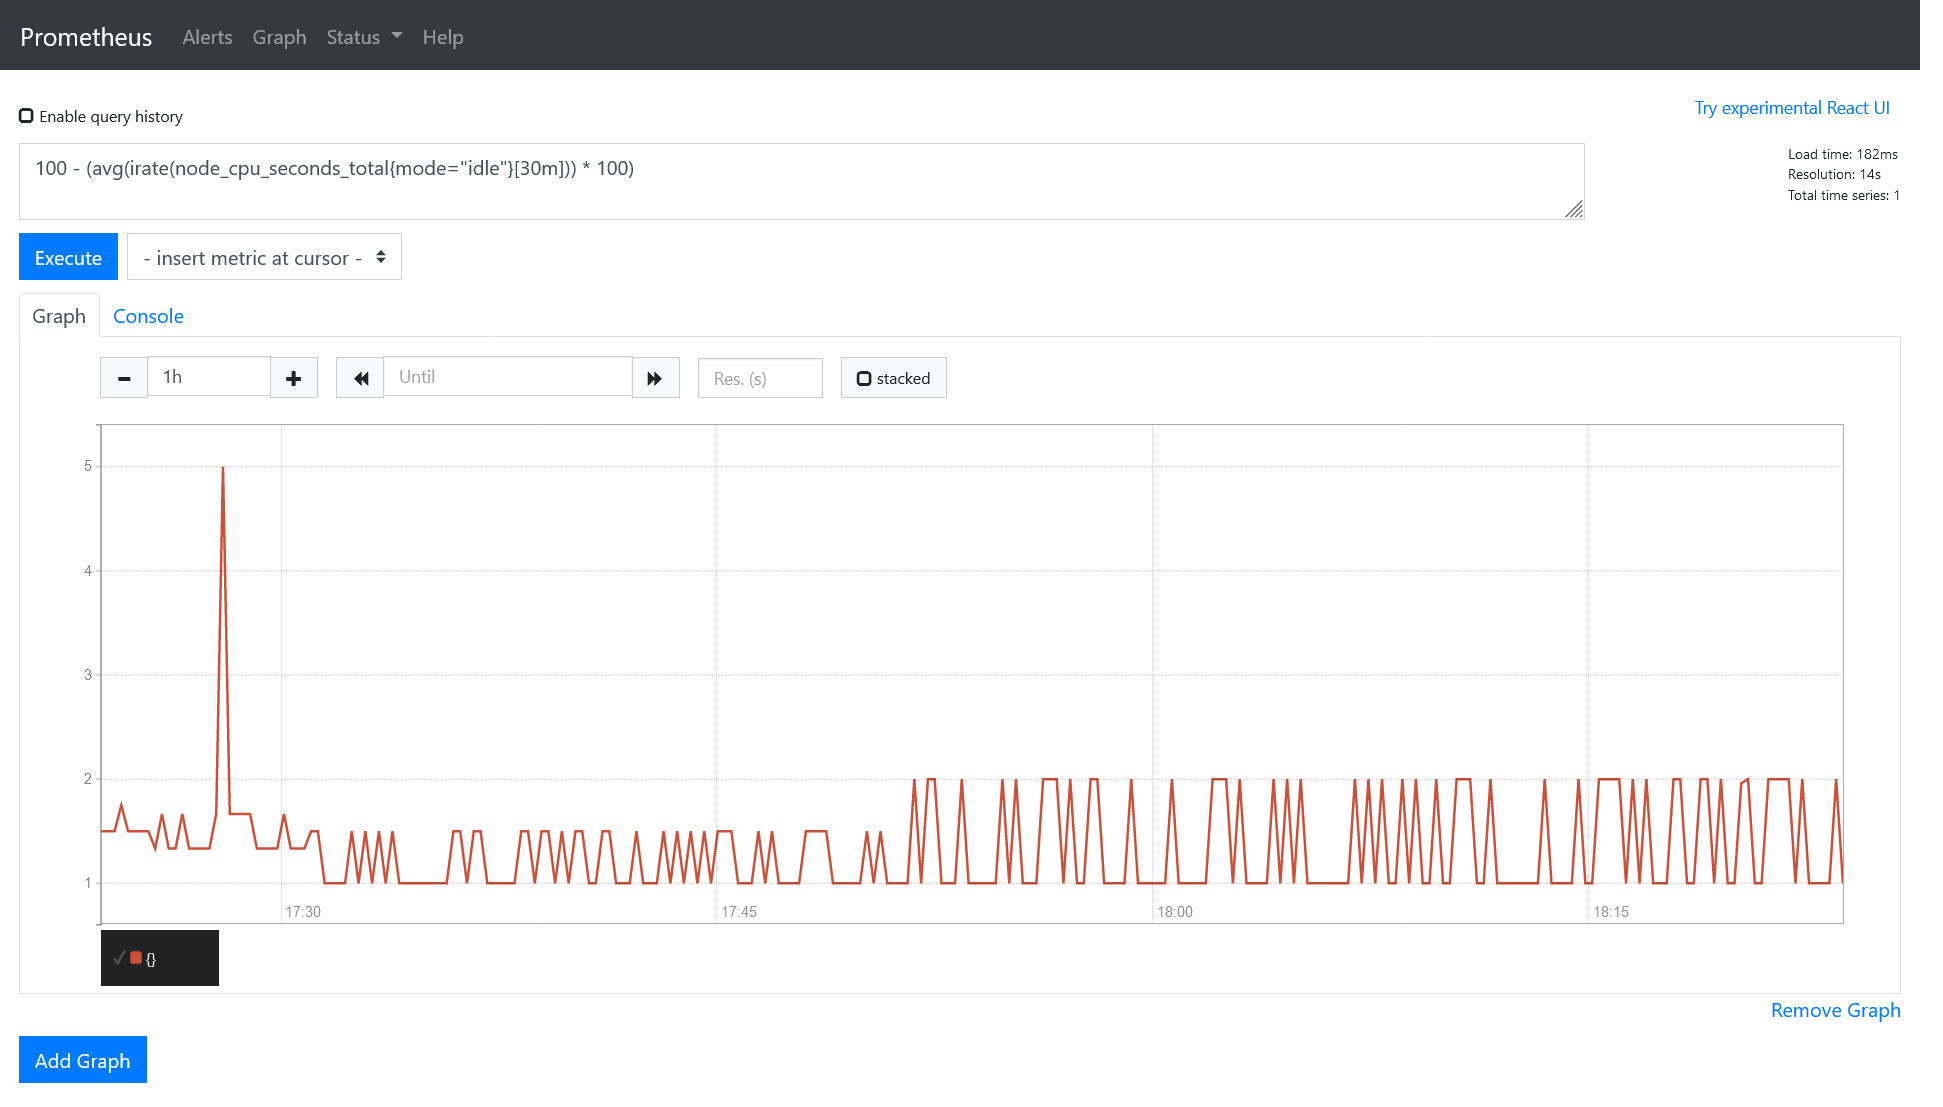 Prometheus Alerts Graph Status Help
Enable query history
Try experimental React UI
100 - (avg(irate(node_cpu_seconds_total{mode="idle"}[30m])) * 100)
Load time: 182ms
Resolution: 14s
Total time series: 1
Execute - insert metric at cursor -
Graph Console
1h Until Res. (s) stacked
5
4
3
2
1
17:30 17:45 18:00 18:15
{}
Remove Graph
Add Graph